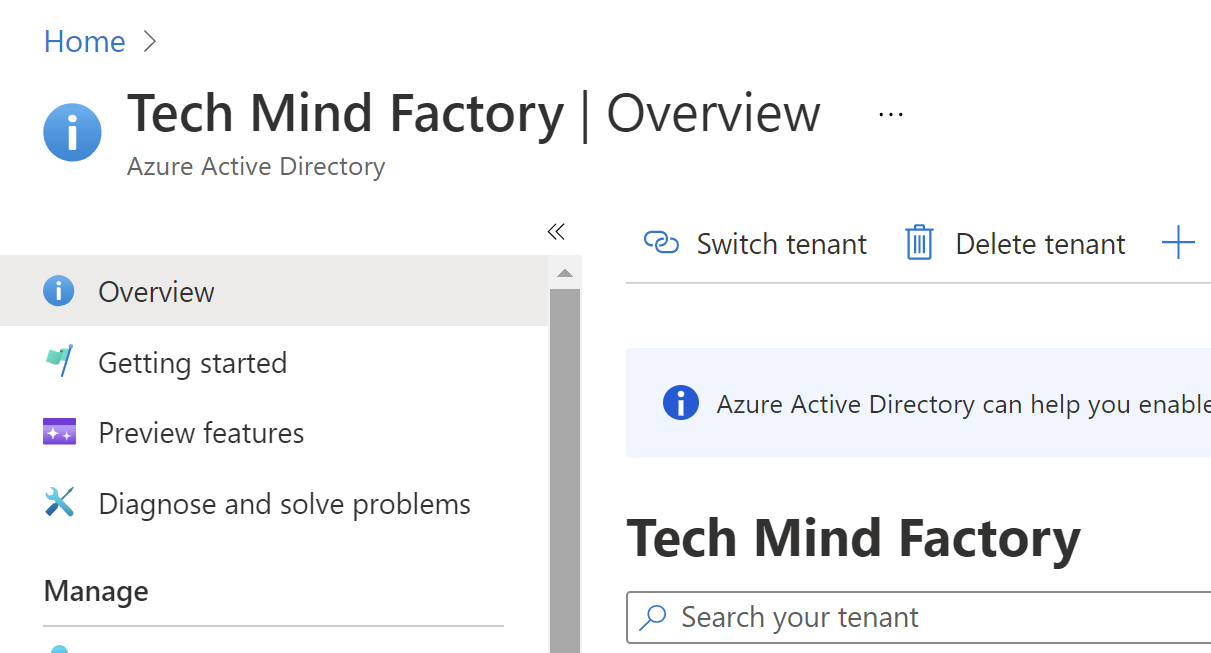 Home
Tech Mind Factory | Overview ...
Azure Active Directory
Switch tenant
Delete tenant
Overview
Getting started
Preview features
Diagnose and solve problems
Manage
Azure Active Directory can help you enable
Tech Mind Factory
Search your tenant